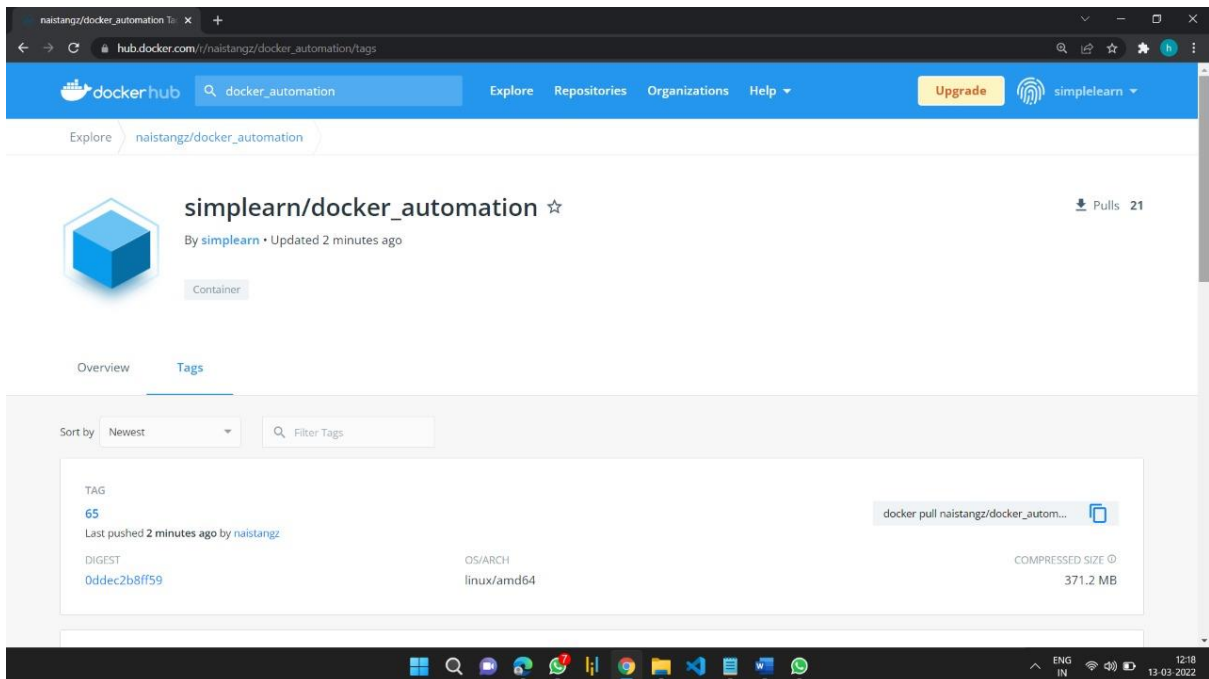 naistangz/docker_automation Ta
hub.docker.com/r/naistangz/docker_automation/tags
dockerhub docker_automation Explore Repositories Organizations Help Upgrade simplelearn
Explore naistangz/docker_automation
simplearn/docker_automation
Pulls 21
By simplearn • Updated 2 minutes ago
Container
Overview Tags
Sort by Newest Filter Tags
TAG
65
docker pull naistangz/docker_autom...
Last pushed 2 minutes ago by naistangz
DIGEST OS/ARCH COMPRESSED SIZE
0ddec2b8ff59 linux/amd64 371.2 MB
7
ENG 12:18
IN 13-03-2022